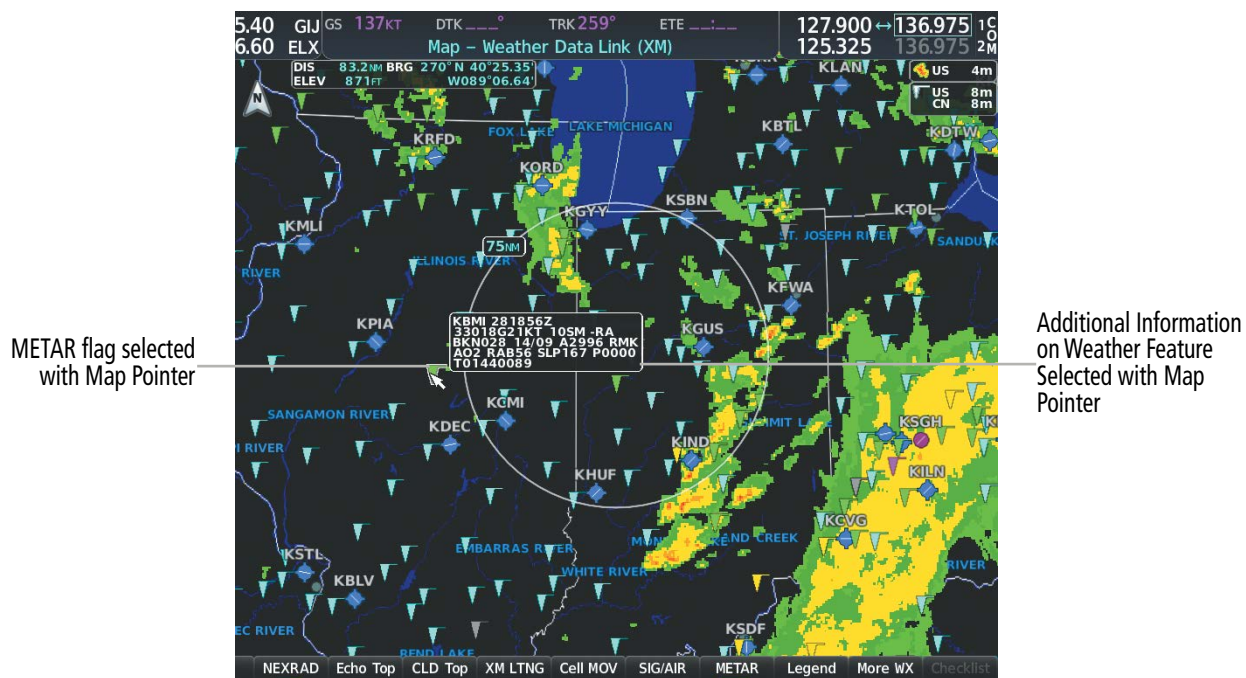 5.40 GIJ GS 137KT DTK ___° TRK 259° ETE __:__ 127.900 ↔ 136.975 1 C
6.60 ELX Map – Weather Data Link (XM) 125.325 136.975 2 O M
DIS 83.2NM BRG 270° N 40°25.35'
ELEV 871FT W089°06.64'
KLAN
US 4m
US 8m
CN 8m
N
KRFD
FOX LAKE
LAKE MICHIGAN
KBTL
KDTW
KORD
KSBN
KGYY
KTOL
KMLI
75NM
ST. JOSEPH RIVER
ILLINOIS RIVER
RIVER
KFWA
KPIA
KGUS
KBMI 281856Z
33018G21KT 10SM -RA
BKN028 14/09 A2996 RMK
AO2 RAB56 SLP167 P0000
T01440089
METAR flag selected
with Map Pointer
Additional Information
on Weather Feature
Selected with Map
Pointer
SANGAMON RIVER
KCMI
KDEC
KSGH
RIVER
KIND
KHUF
KILN
KCVG
CREEK
EMBARRAS RIVER
WHITE RIVER
RIVER
KSTL
KBLV
EC RIVER
KSDF
REND LAKE
NEXRAD Echo Top CLD Top XM LTNG Cell MOV SIG/AIR METAR Legend More WX Checklist